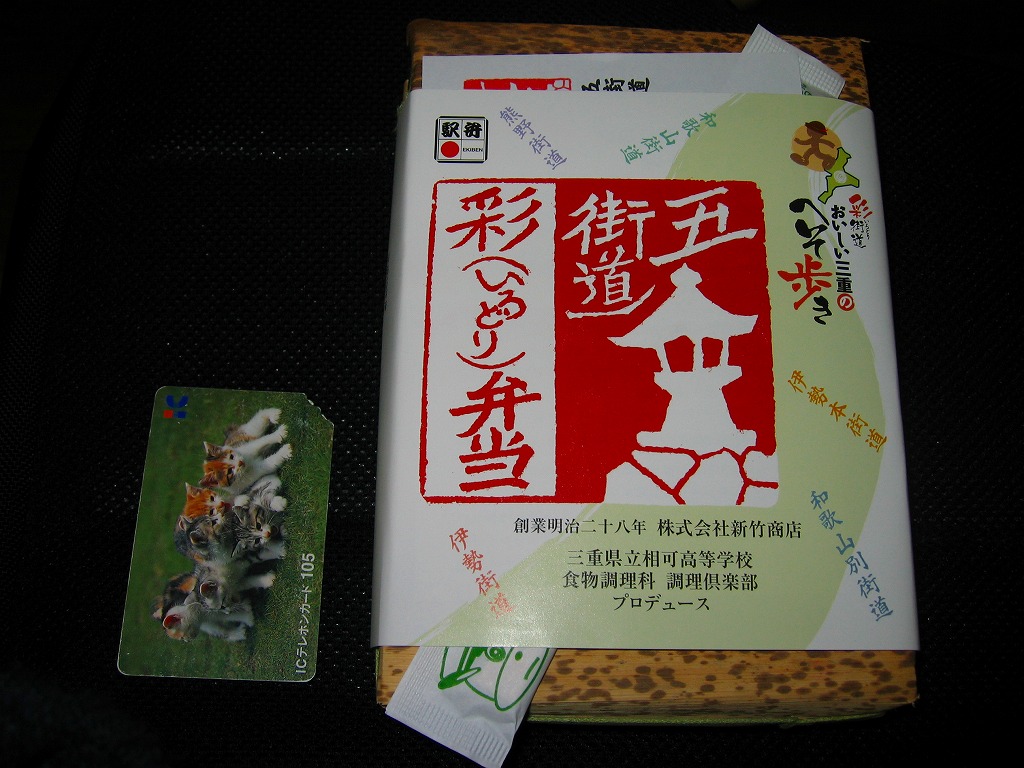 五街道
駅弁
EKIBEN
熊野街道
和歌山街道
五街道
彩(いろどり)弁当
彩街道
おいしい三重の
へそ歩き
伊勢本街道
和歌山別街道
伊勢街道
創業明治二十八年 株式会社新竹商店
三重県立相可高等学校
食物調理科 調理倶楽部
プロデュース
ICテレホンカード 105